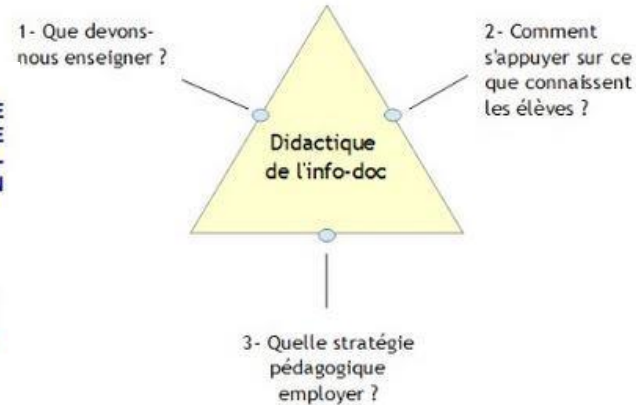 1- Que devons-
nous enseigner ?
2- Comment
s'appuyer sur ce
que connaissent
les élèves ?
Didactique
de l'info-doc
3- Quelle stratégie
pédagogique
employer ?